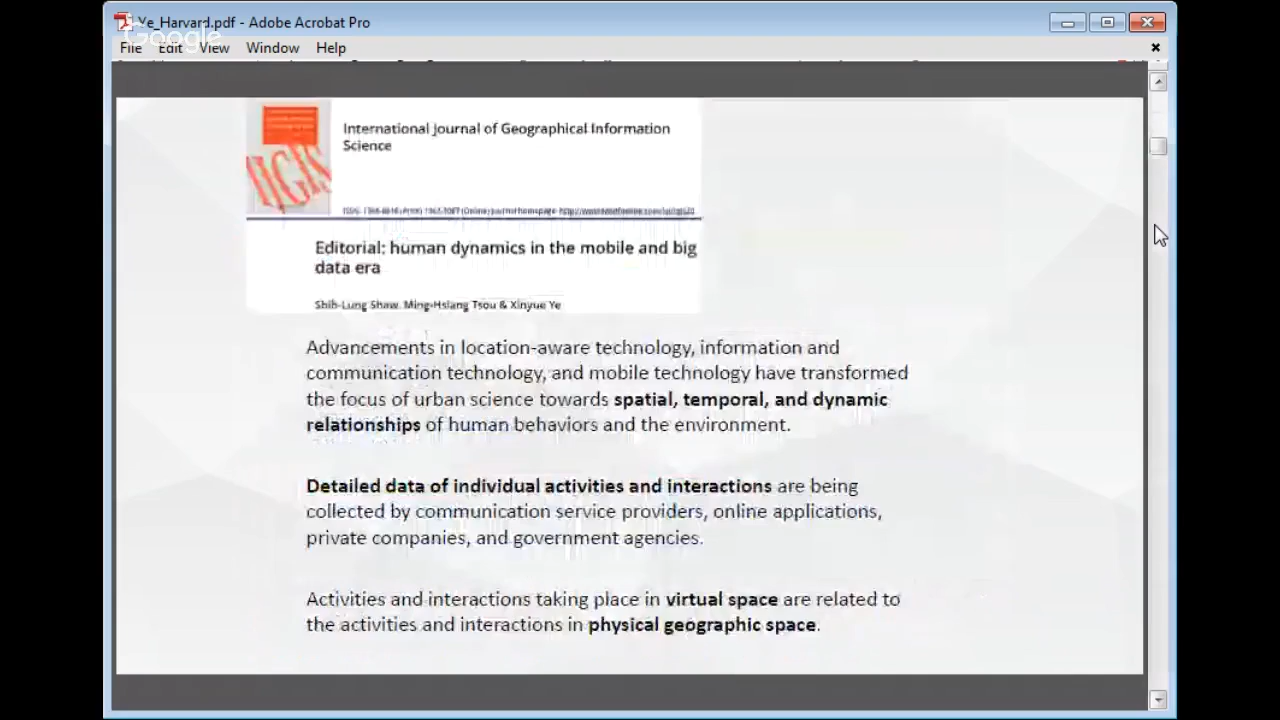 Ye_Harvard.pdf - Adobe Acrobat Pro
Google
File Edit View Window Help
International Journal of Geographical Information
Science
IJGIS
Editorial: human dynamics in the mobile and big
data era
Shih-Lung Shaw, Ming-Hsiang Tsou & Xinyue Ye
Advancements in location-aware technology, information and
communication technology, and mobile technology have transformed
the focus of urban science towards spatial, temporal, and dynamic
relationships of human behaviors and the environment.
Detailed data of individual activities and interactions are being
collected by communication service providers, online applications,
private companies, and government agencies.
Activities and interactions taking place in virtual space are related to
the activities and interactions in physical geographic space.